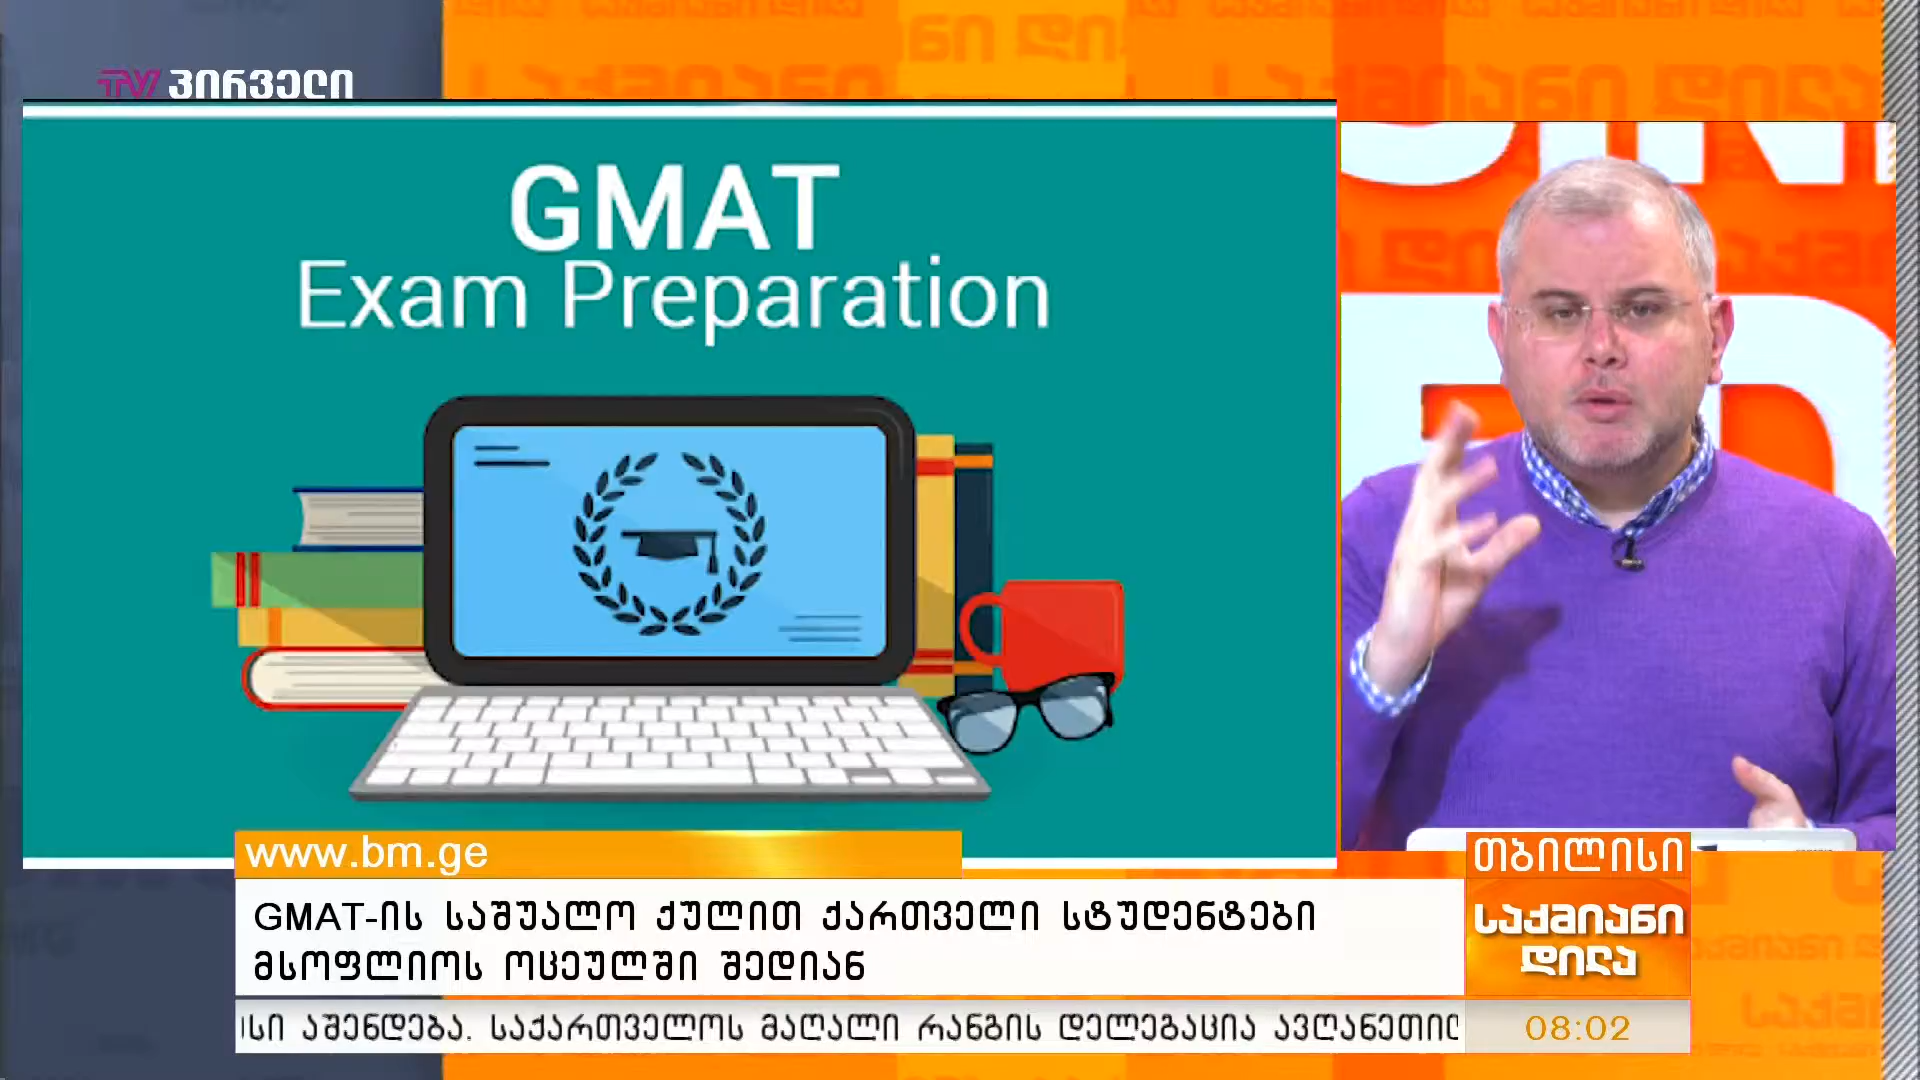 TV პირველი
GMAT
Exam Preparation
www.bm.ge
GMAT-ის საშუალო ქულით ქართველი სტუდენტები
მსოფლიოს ოცეულში შედიან
თბილისი
საქმიანი
დილა
აშენდება. საქართველოს მაღალი რანგის დელეგაცია
08:02